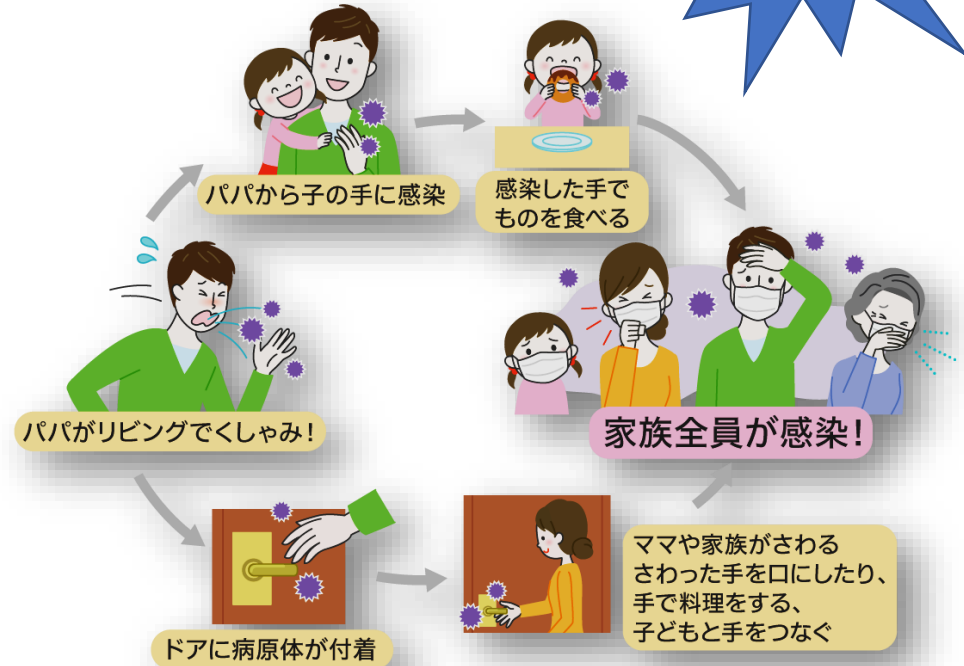 パパから子の手に感染
感染した手で
ものを食べる
パパがリビングでくしゃみ!
家族全員が感染!
ドアに病原体が付着
ママや家族がさわる
さわった手を口にしたり、
手で料理をする、
子どもと手をつなぐ